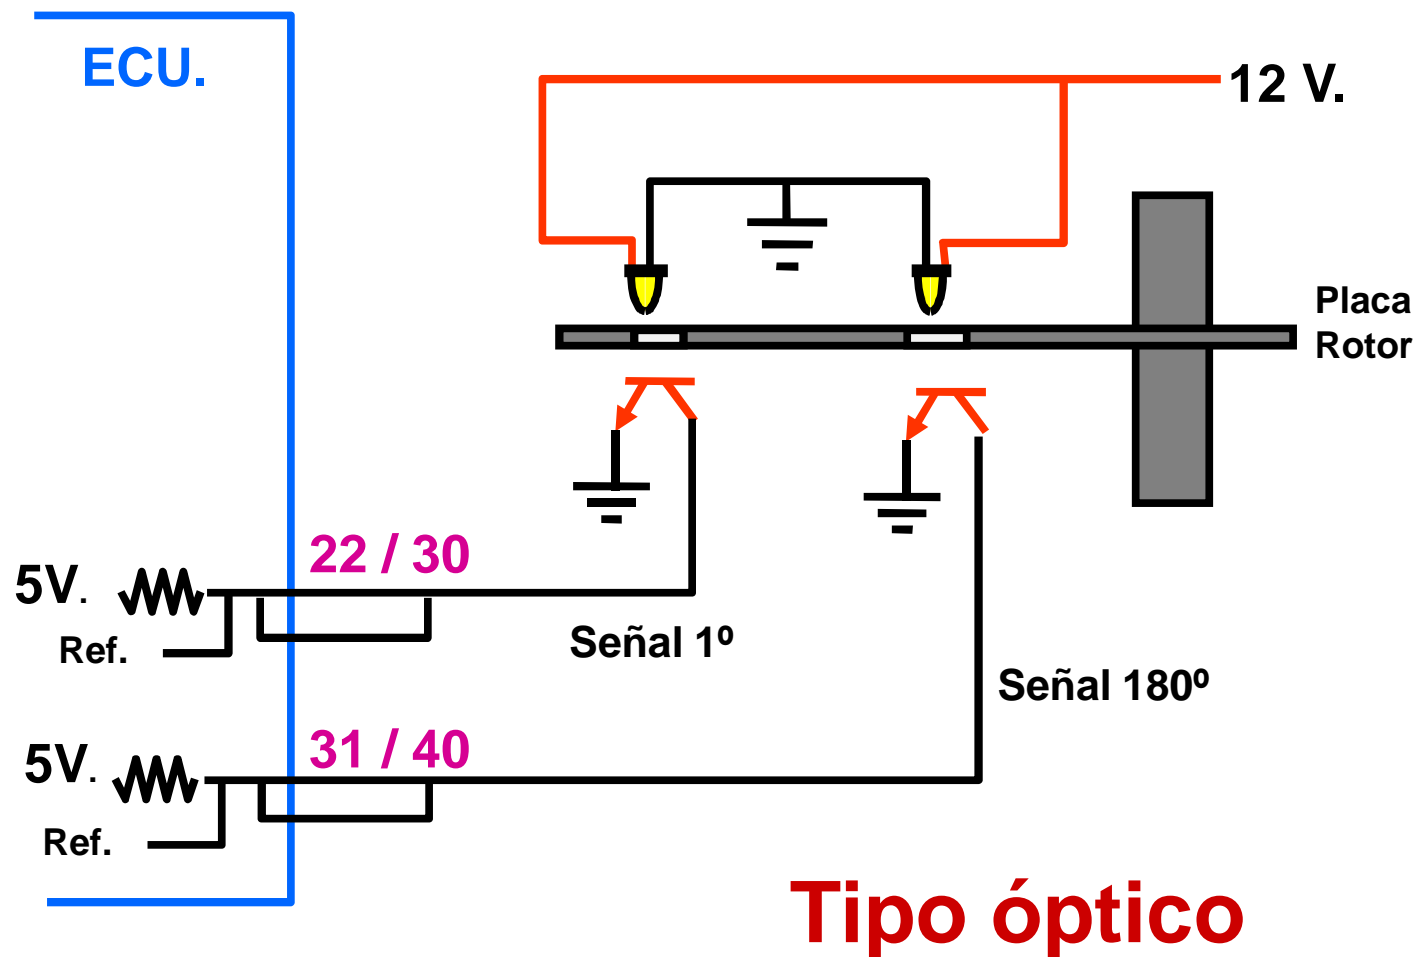 ECU.
12 V.
Placa
Rotor
22 / 30
5V.
Ref.
Señal 1º
Señal 180º
31 / 40
5V.
Ref.
Tipo óptico